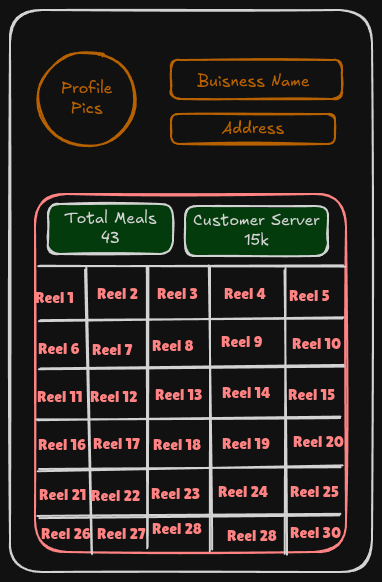 Profile
Pics
Buisness Name
Address
Total Meals
43
Customer Server
15k
Reel 1
Reel 2
Reel 3
Reel 4
Reel 5
Reel 6
Reel 7
Reel 8
Reel 9
Reel 10
Reel 11
Reel 12
Reel 13
Reel 14
Reel 15
Reel 16
Reel 17
Reel 18
Reel 19
Reel 20
Reel 21
Reel 22
Reel 23
Reel 24
Reel 25
Reel 26
Reel 27
Reel 28
Reel 28
Reel 30